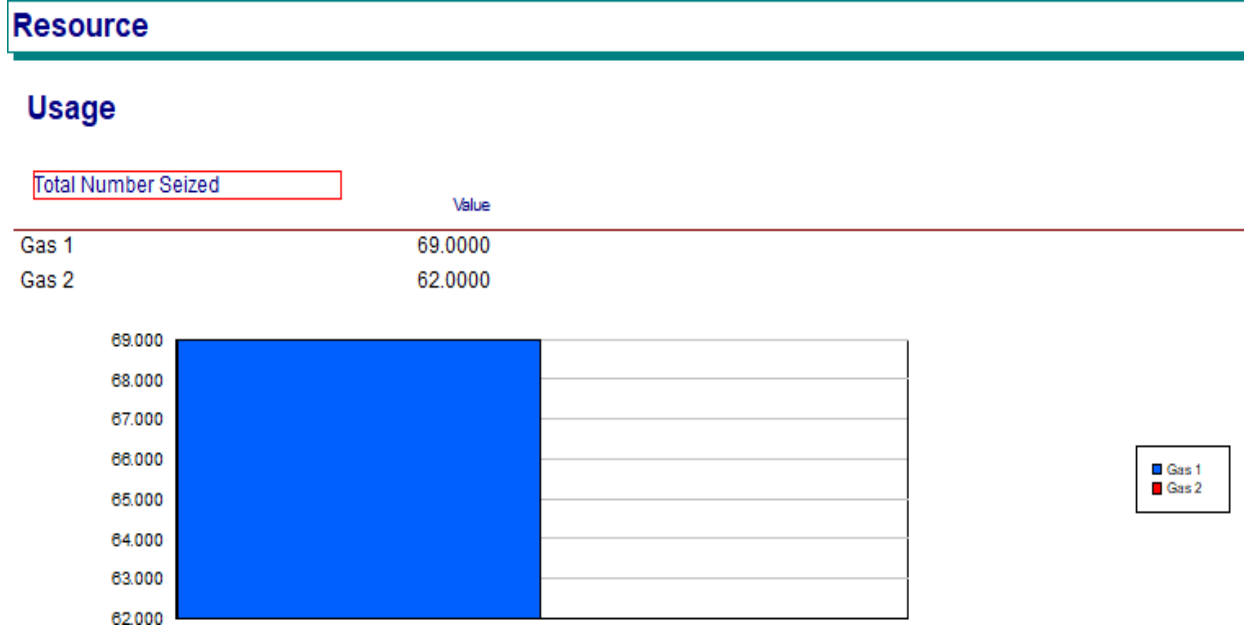 Resource
Usage
Total Number Seized
Value
Gas 1 69.0000
Gas 2 62.0000
69.000
68.000
67.000
66.000
65.000
64.000
63.000
62.000
Gas 1
Gas 2